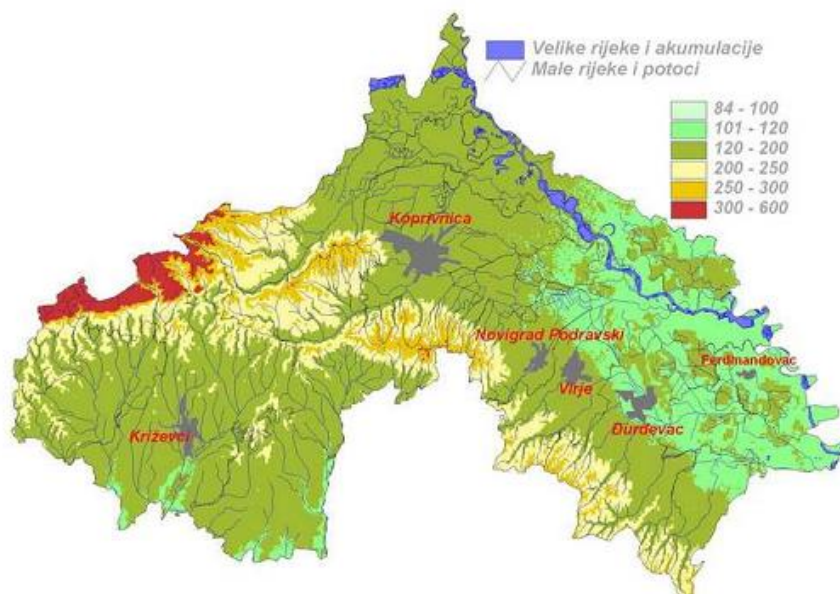 Velike rijeke i akumulacije
Male rijeke i potoci
84 - 100
101 - 120
120 - 200
200 - 250
250 - 300
300 - 600
Koprivnica
Novigrad Podravski
Ferdinandovac
Virje
Đurđevac
Križevci